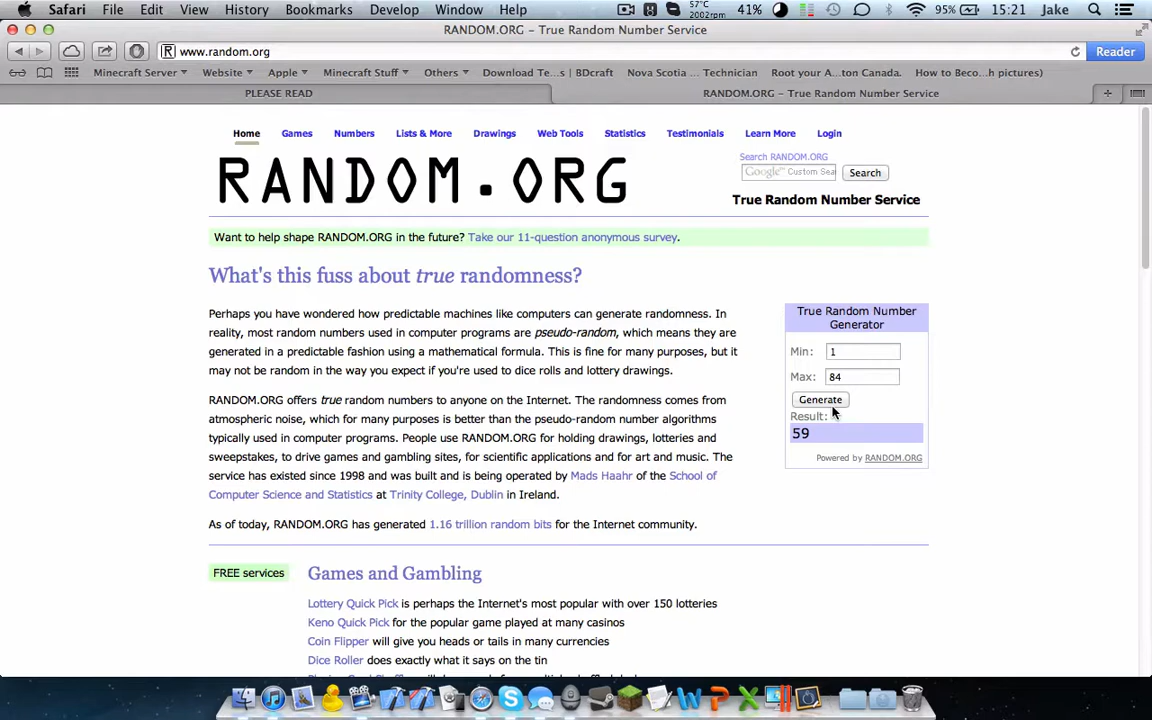 Safari File Edit View History Bookmarks Develop Window Help 57°C 2002rpm 41% 95% 15:21 Jake
RANDOM.ORG – True Random Number Service
www.random.org Reader
Minecraft Server Website Apple Minecraft Stuff Others Download Te...s | BDcraft Nova Scotia ... Technician Root your A...ton Canada. How to Beco...h pictures)
PLEASE READ RANDOM.ORG – True Random Number Service
Home Games Numbers Lists & More Drawings Web Tools Statistics Testimonials Learn More Login
RANDOM.ORG
Search RANDOM.ORG
Google™ Custom Sea Search
True Random Number Service
Want to help shape RANDOM.ORG in the future? Take our 11-question anonymous survey.
What's this fuss about true randomness?
Perhaps you have wondered how predictable machines like computers can generate randomness. In
reality, most random numbers used in computer programs are pseudo-random, which means they are
generated in a predictable fashion using a mathematical formula. This is fine for many purposes, but it
may not be random in the way you expect if you're used to dice rolls and lottery drawings.
RANDOM.ORG offers true random numbers to anyone on the Internet. The randomness comes from
atmospheric noise, which for many purposes is better than the pseudo-random number algorithms
typically used in computer programs. People use RANDOM.ORG for holding drawings, lotteries and
sweepstakes, to drive games and gambling sites, for scientific applications and for art and music. The
service has existed since 1998 and was built and is being operated by Mads Haahr of the School of
Computer Science and Statistics at Trinity College, Dublin in Ireland.
As of today, RANDOM.ORG has generated 1.16 trillion random bits for the Internet community.
True Random Number
Generator
Min: 1
Max: 84
Generate
Result:
59
Powered by RANDOM.ORG
FREE services
Games and Gambling
Lottery Quick Pick is perhaps the Internet's most popular with over 150 lotteries
Keno Quick Pick for the popular game played at many casinos
Coin Flipper will give you heads or tails in many currencies
Dice Roller does exactly what it says on the tin